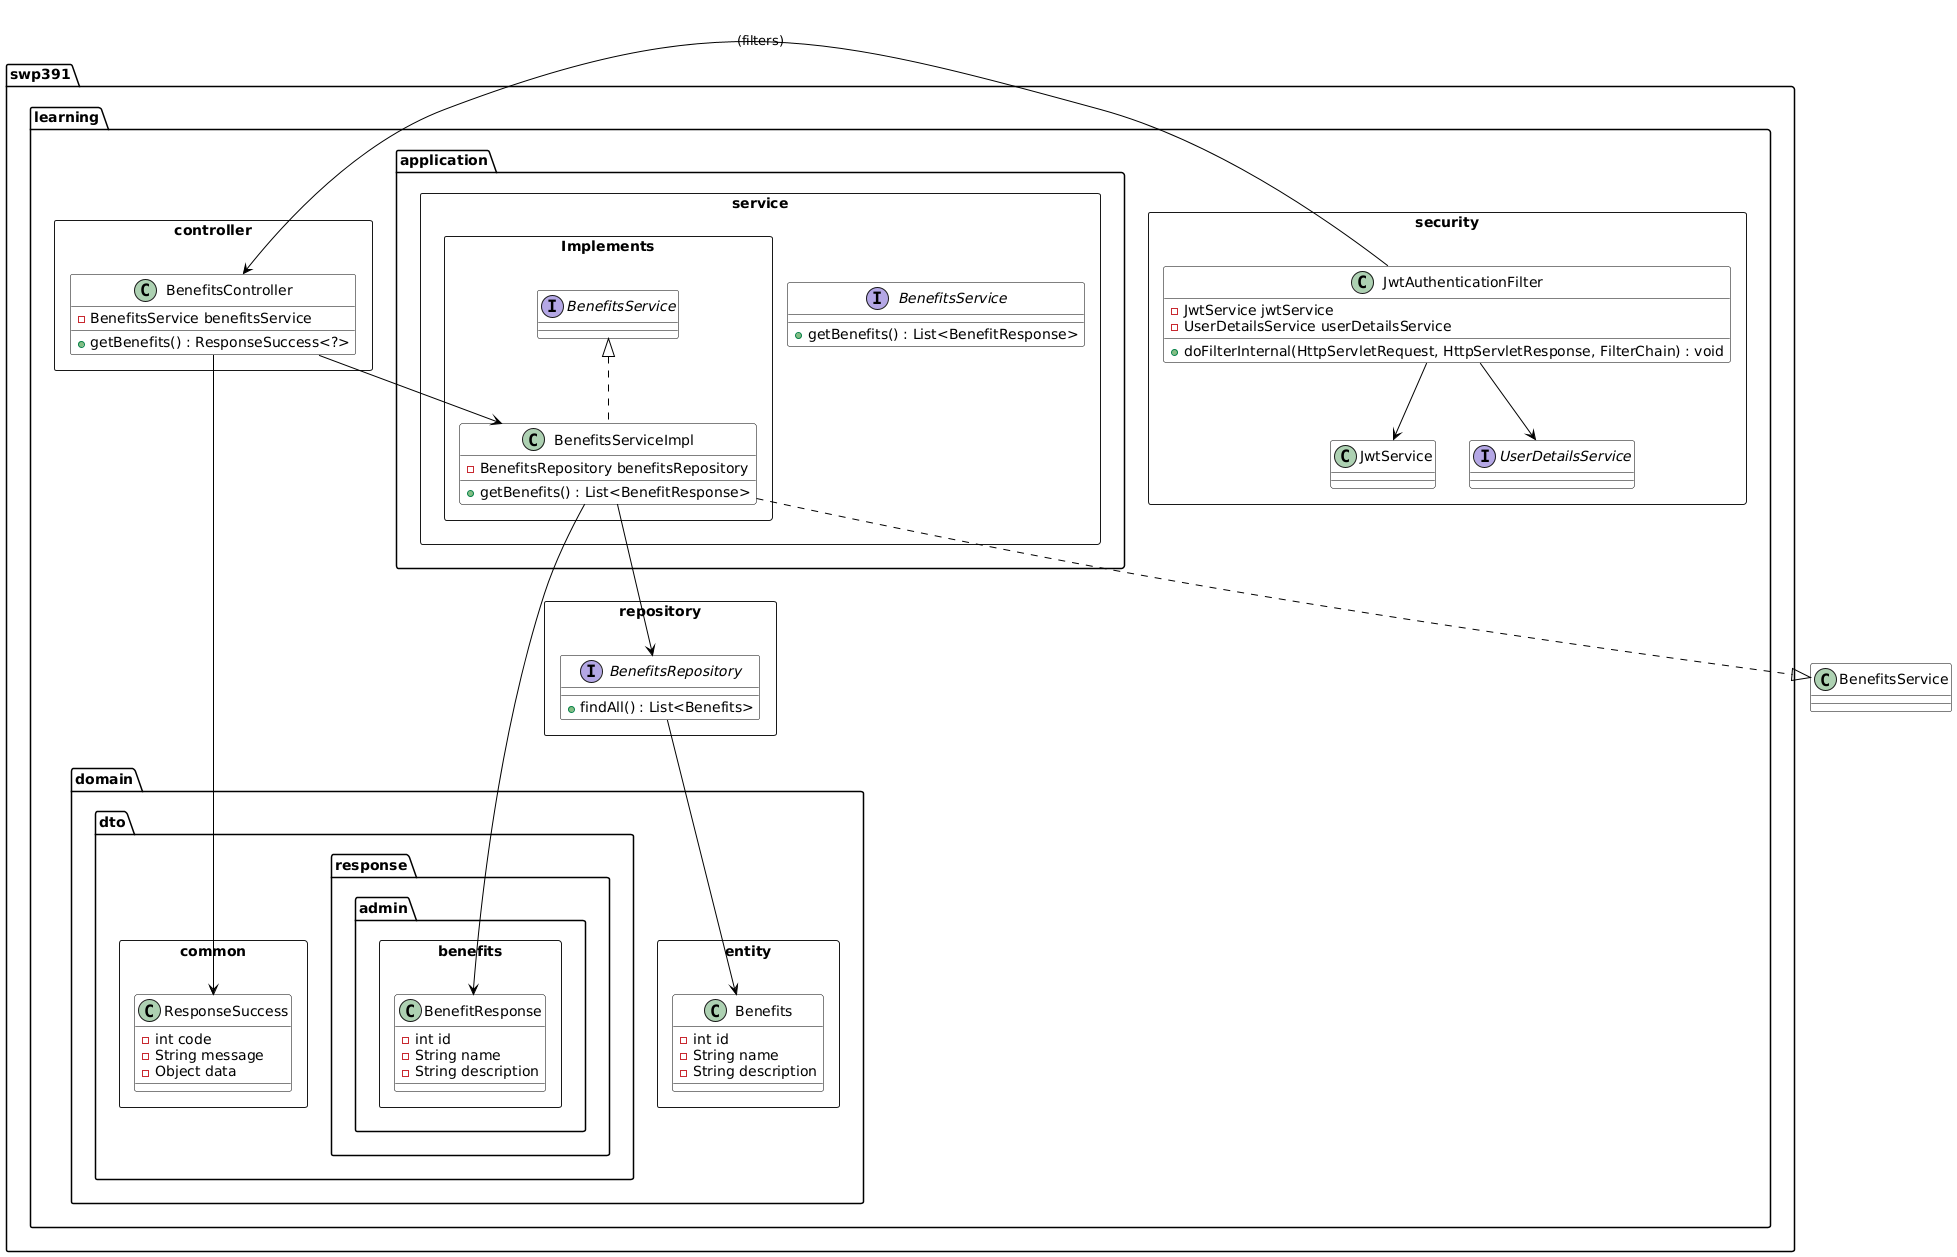 (filters)
swp391
learning
application
service
security
controller
Implements
C BenefitsController
BenefitsService benefitsService
getBenefits() : ResponseSuccess<?>
I BenefitsService
I BenefitsService
getBenefits() : List<BenefitResponse>
C JwtAuthenticationFilter
JwtService jwtService
UserDetailsService userDetailsService
doFilterInternal(HttpServletRequest, HttpServletResponse, FilterChain) : void
C BenefitsServiceImpl
BenefitsRepository benefitsRepository
getBenefits() : List<BenefitResponse>
C JwtService
I UserDetailsService
repository
I BenefitsRepository
findAll() : List<Benefits>
C BenefitsService
domain
dto
response
admin
common
benefits
entity
C ResponseSuccess
int code
String message
Object data
C BenefitResponse
int id
String name
String description
C Benefits
int id
String name
String description